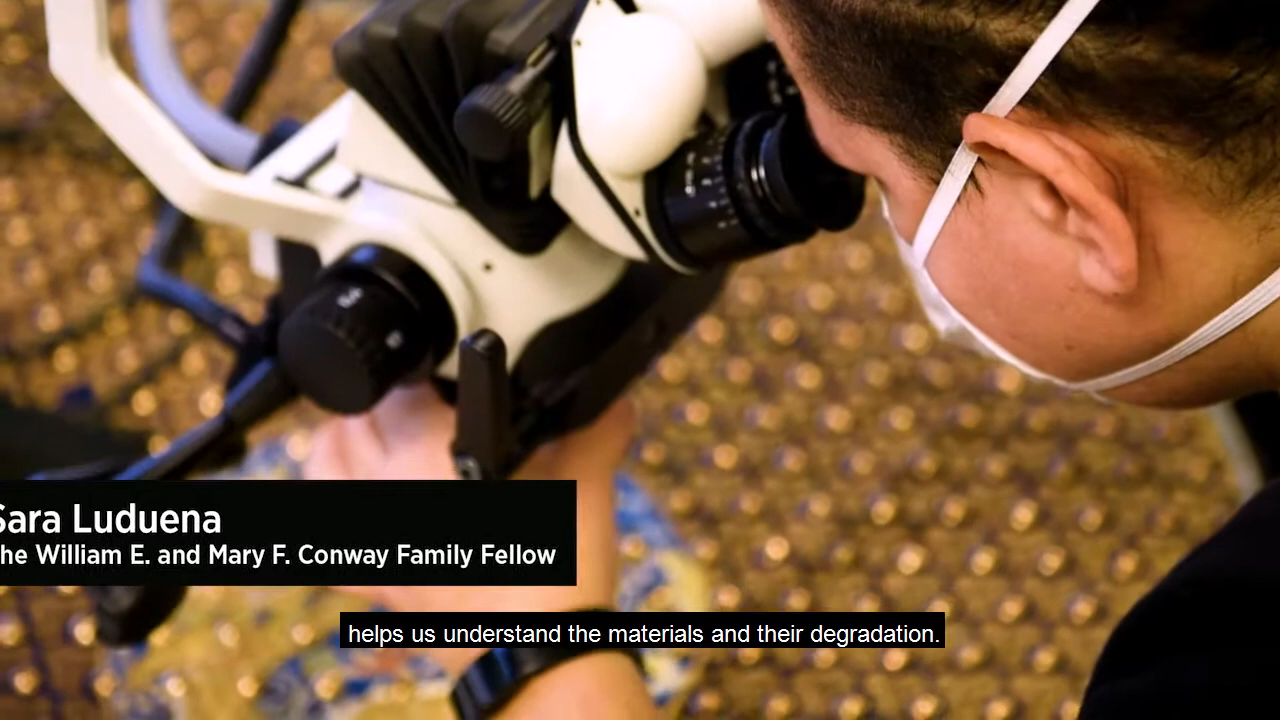 Sara Luduena
he William E. and Mary F. Conway Family Fellow
helps us understand the materials and their degradation.